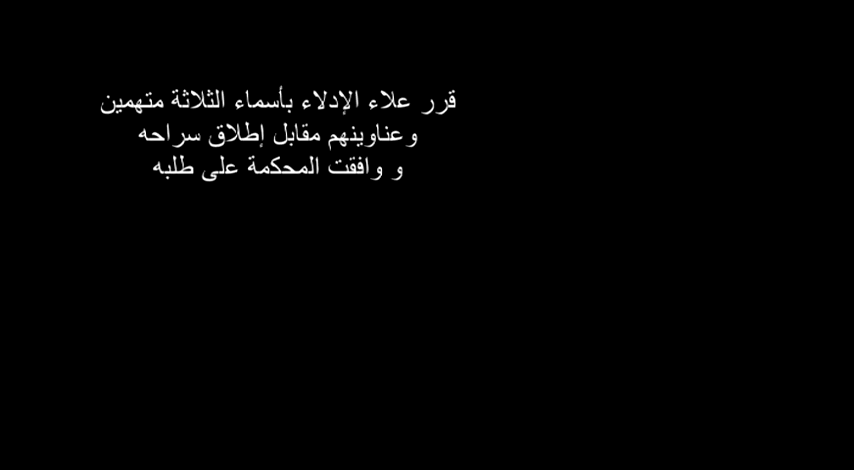 قرر علاء الإدلاء بأسماء الثلاثة متهمين
وعناوينهم مقابل إطلاق سراحه
و وافقت المحكمة على طلبه